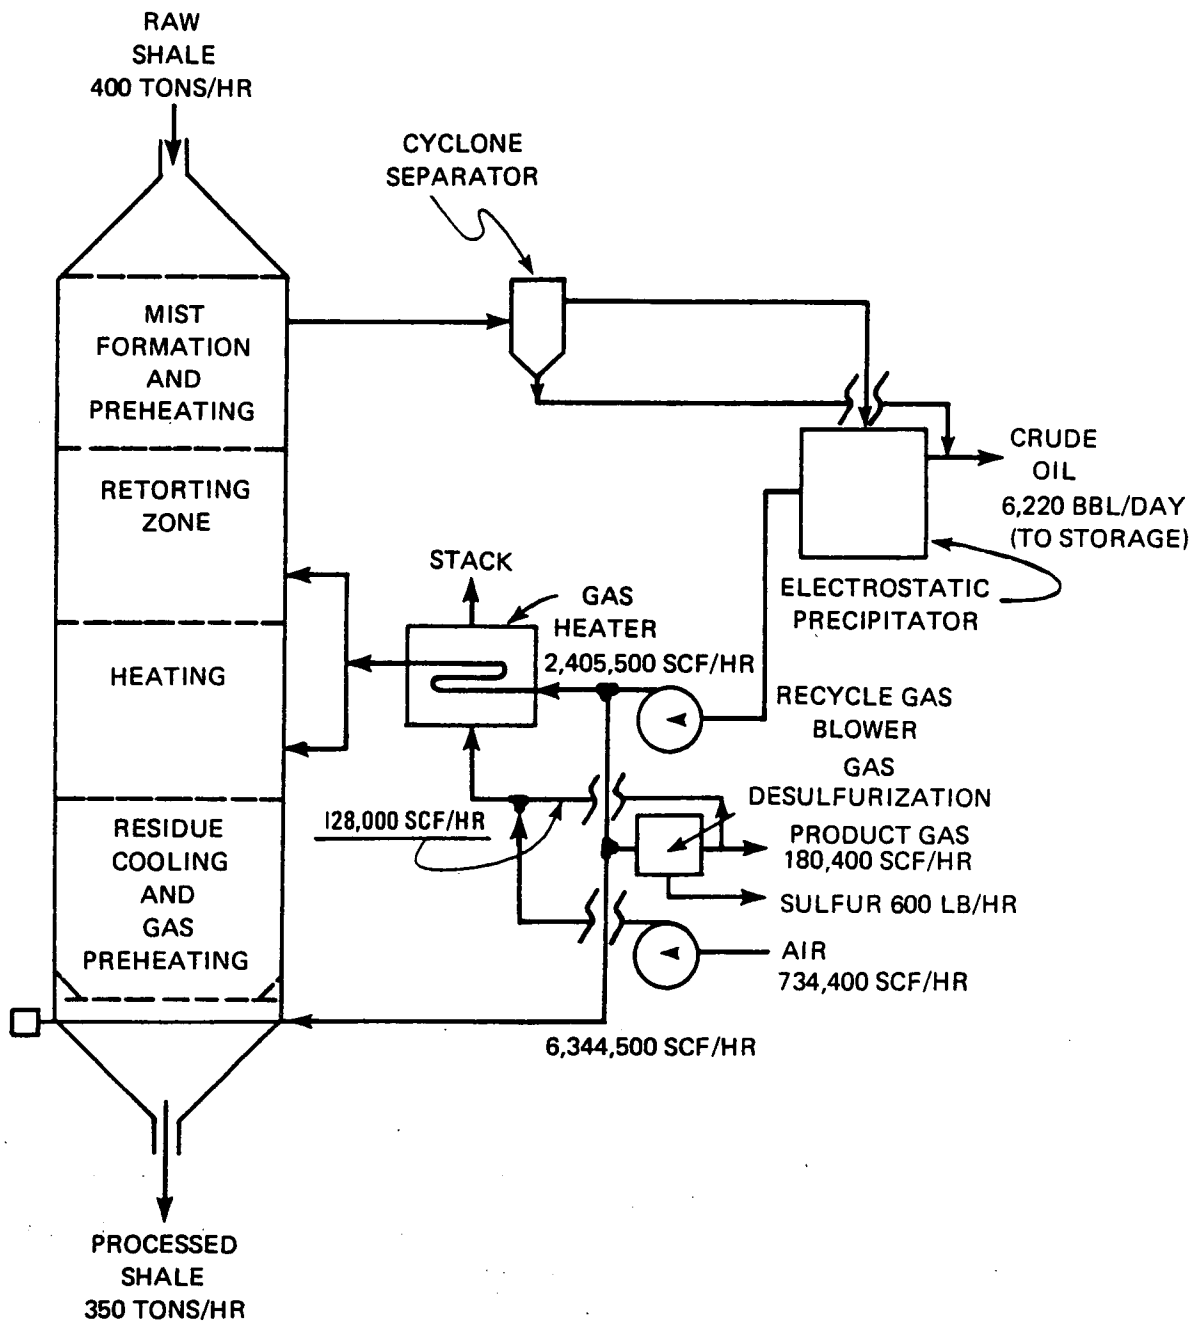 RAW
SHALE
400 TONS/HR
CYCLONE
SEPARATOR
MIST
FORMATION
AND
PREHEATING
RETORTING
ZONE
HEATING
RESIDUE
COOLING
AND
GAS
PREHEATING
STACK
GAS
HEATER
2,405,500 SCF/HR
CRUDE
OIL
6,220 BBL/DAY
(TO STORAGE)
ELECTROSTATIC
PRECIPITATOR
RECYCLE GAS
BLOWER
GAS
DESULFURIZATION
128,000 SCF/HR
PRODUCT GAS
180,400 SCF/HR
SULFUR 600 LB/HR
AIR
734,400 SCF/HR
6,344,500 SCF/HR
PROCESSED
SHALE
350 TONS/HR